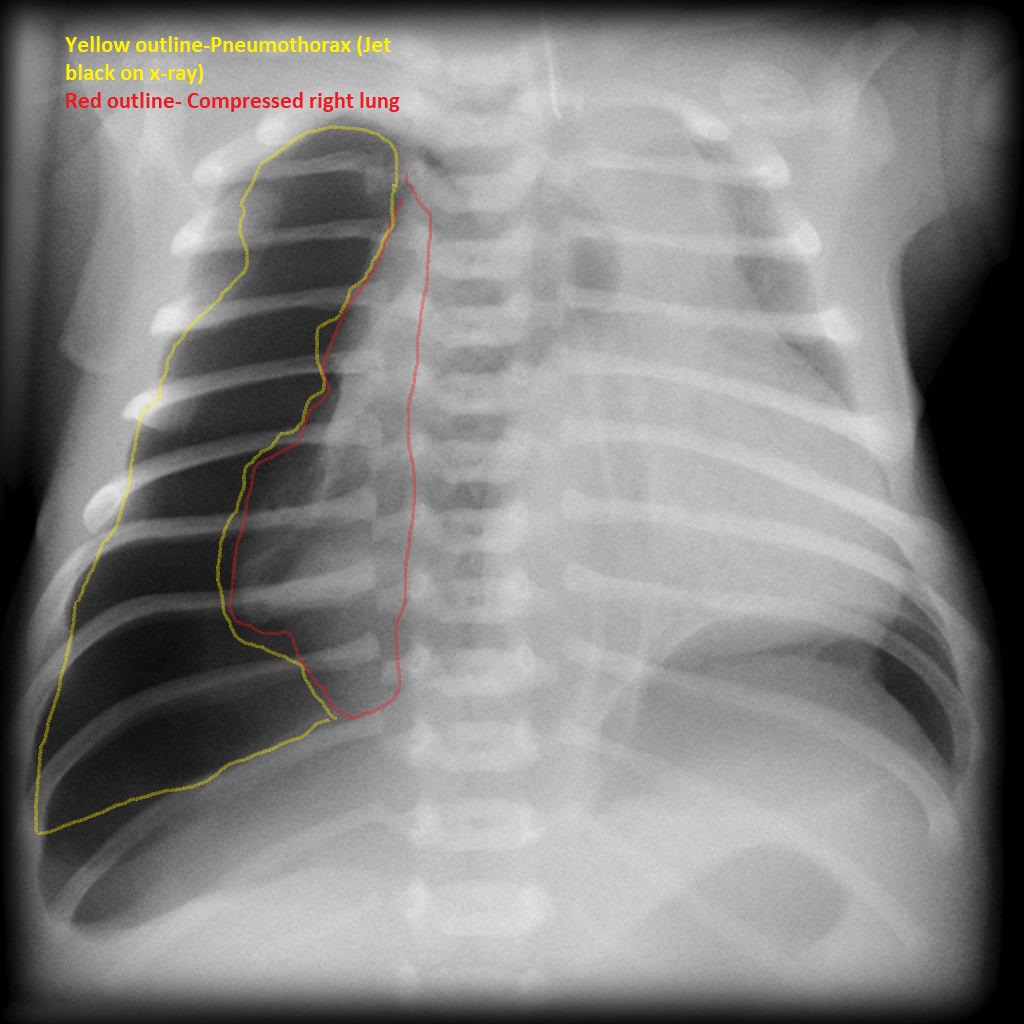 Yellow outline-Pneumothorax (Jet
black on x-ray)
Red outline- Compressed right lung